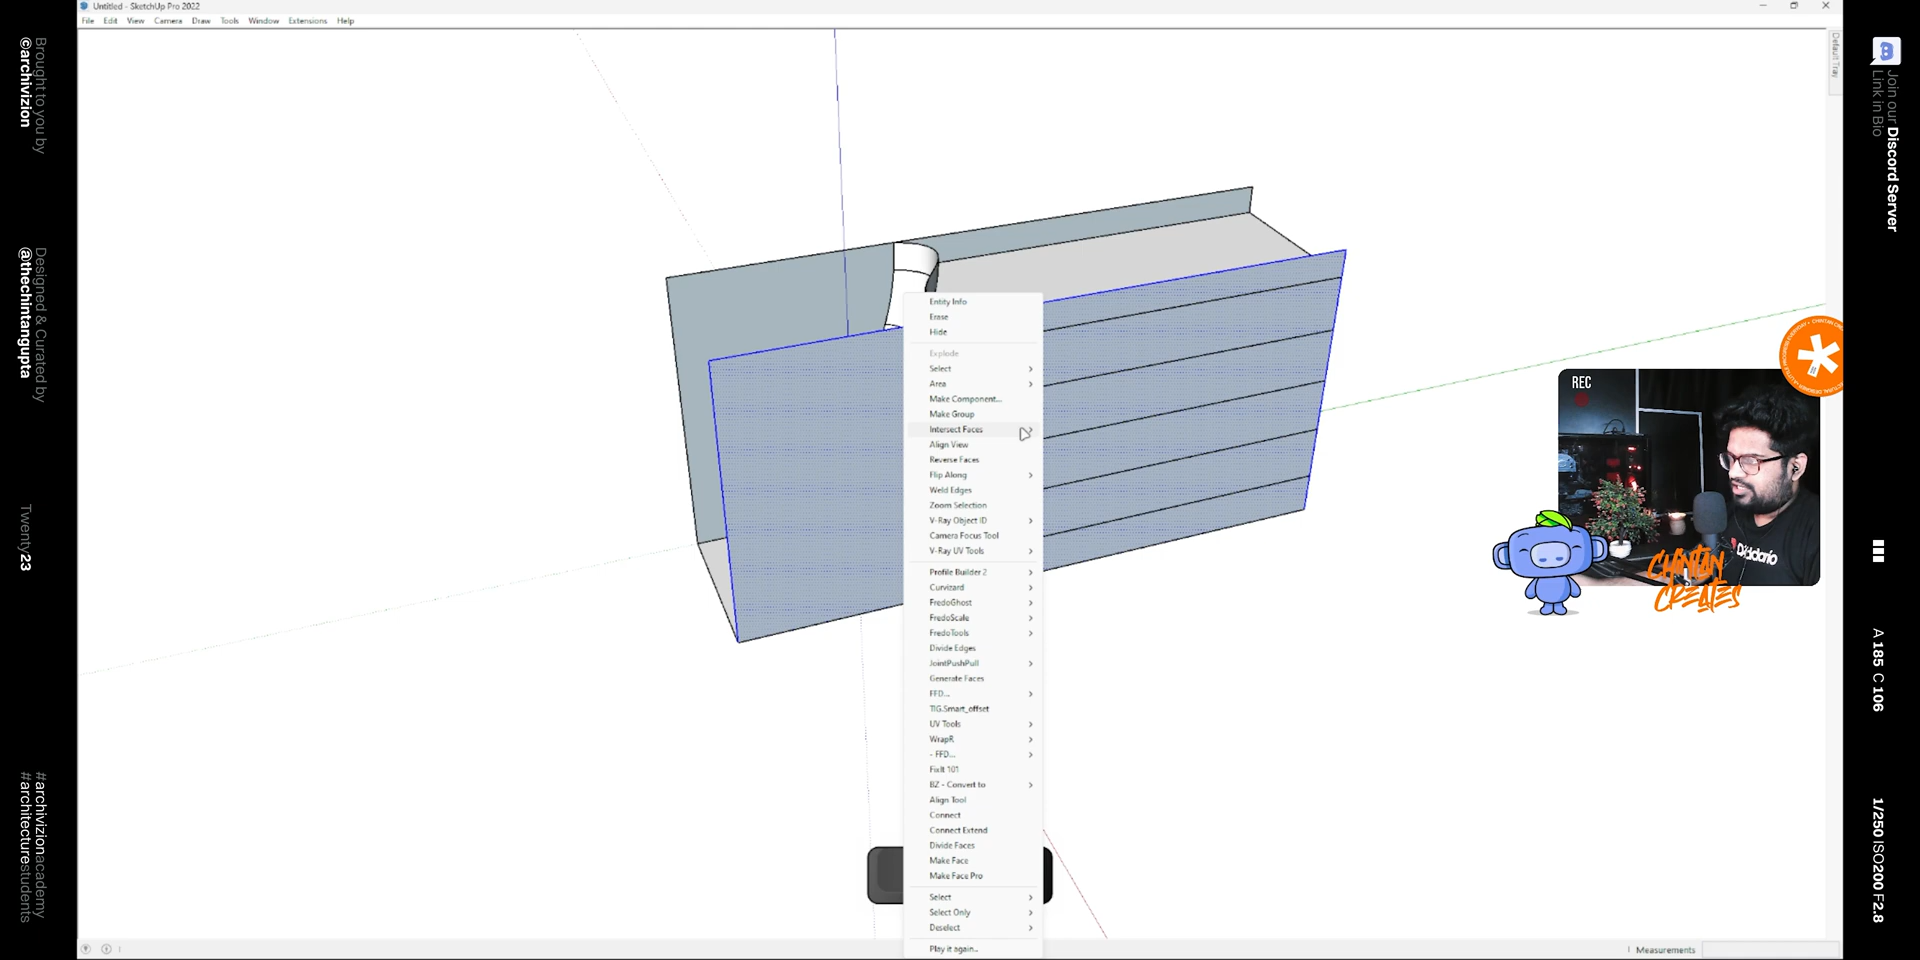 Untitled - SketchUp Pro 2022
File Edit View Camera Draw Tools Window Extensions Help
Default Tray
Entity Info
Erase
Hide
Explode
Select
Area
Make Component...
Make Group
Intersect Faces
Align View
Reverse Faces
Flip Along
Weld Edges
Zoom Selection
V-Ray Object ID
Camera Focus Tool
V-Ray UV Tools
Profile Builder 2
Curvizard
FredoGhost
FredoScale
FredoTools
Divide Edges
JointPushPull
Generate Faces
FFD...
TIG.Smart_offset
UV Tools
WrapR
- FFD...
FixIt 101
BZ - Convert to
Align Tool
Connect
Connect Extend
Divide Faces
Make Face
Make Face Pro
Select
Select Only
Deselect
Play it again..
Measurements
Brought to you by
@archivizion
Designed & Curated by
@thechintangupta
Twenty23
#archivizionacademy
#architecturestudents
Join our Discord Server
Link in Bio
REC
D'Addario
CHINTAN
CREATES
A 185 C 106
1/250 ISO200 F2.8